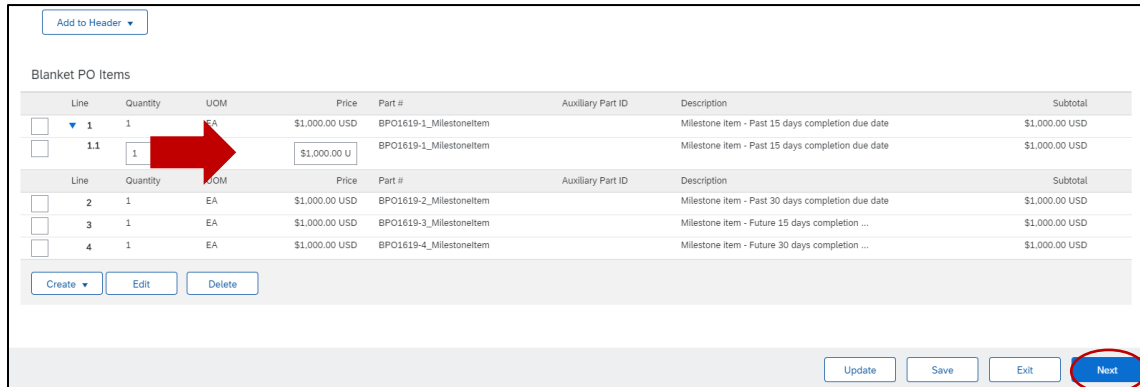 Add to Header ▼
Blanket PO Items
Line Quantity UOM Price Part # Auxiliary Part ID Description Subtotal
▼ 1 1 EA $1,000.00 USD BPO1619-1_MilestoneItem Milestone item - Past 15 days completion due date $1,000.00 USD
1.1 1 $1,000.00 U BPO1619-1_MilestoneItem Milestone item - Past 15 days completion due date $1,000.00 USD
Line Quantity UOM Price Part # Auxiliary Part ID Description Subtotal
2 1 EA $1,000.00 USD BPO1619-2_MilestoneItem Milestone item - Past 30 days completion due date $1,000.00 USD
3 1 EA $1,000.00 USD BPO1619-3_MilestoneItem Milestone item - Future 15 days completion ... $1,000.00 USD
4 1 EA $1,000.00 USD BPO1619-4_MilestoneItem Milestone item - Future 30 days completion ... $1,000.00 USD
Create ▼ Edit Delete
Update Save Exit Next